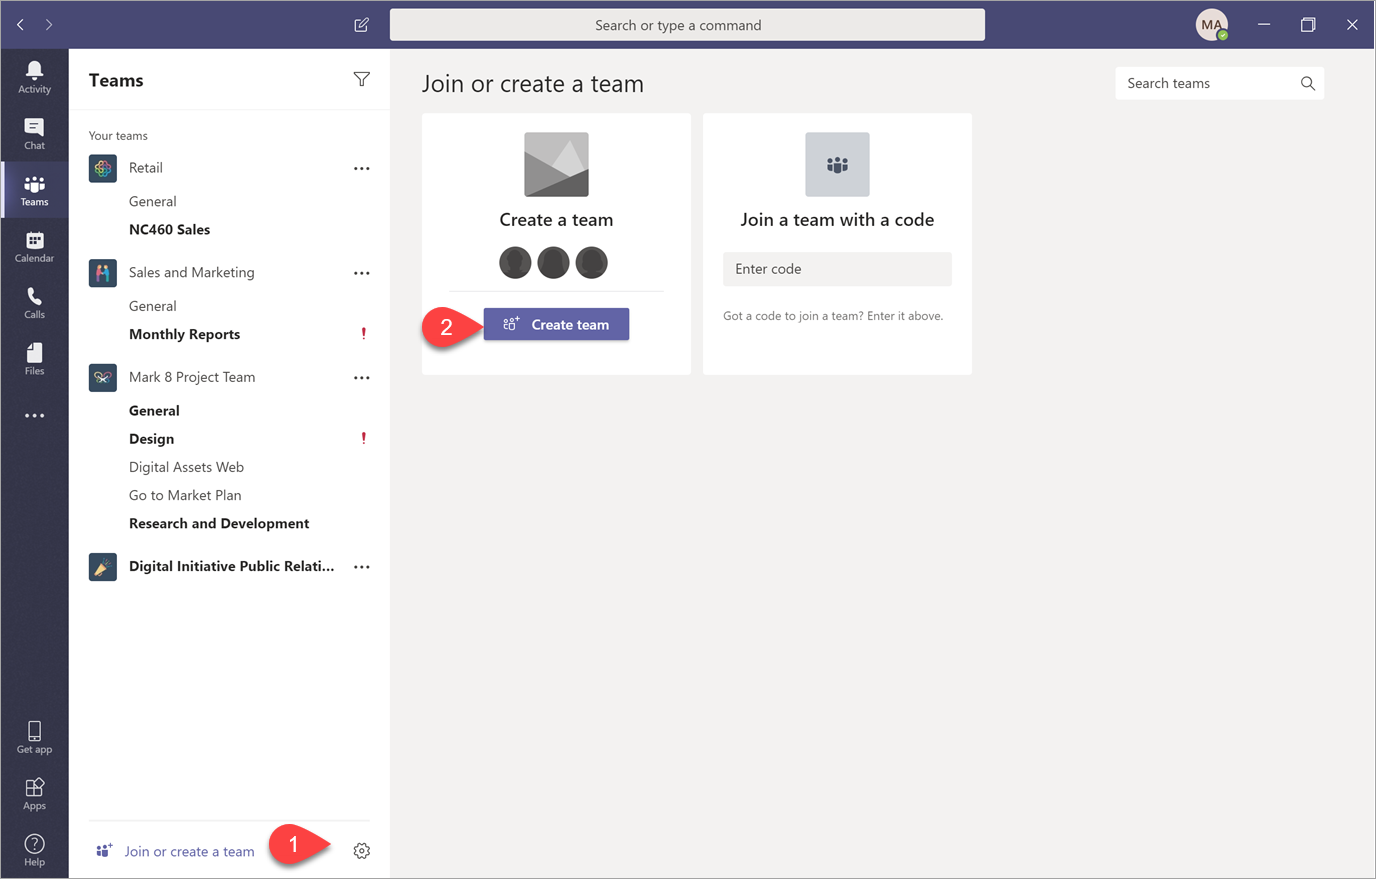 Search or type a command
MA
Activity
Chat
Teams
Calendar
Calls
Files
Get app
Apps
Help
Teams
Your teams
Retail
General
NC460 Sales
Sales and Marketing
General
Monthly Reports !
Mark 8 Project Team
General
Design !
Digital Assets Web
Go to Market Plan
Research and Development
Digital Initiative Public Relati...
Join or create a team
1
Join or create a team
Search teams
Create a team
2
Create team
Join a team with a code
Enter code
Got a code to join a team? Enter it above.